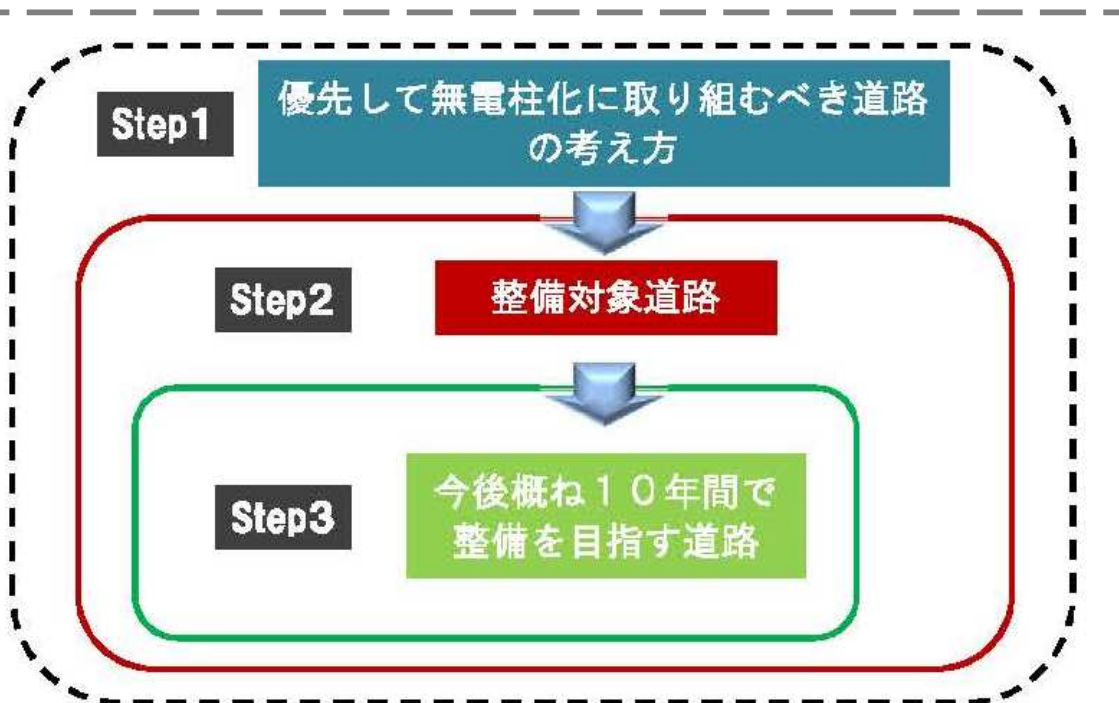 Step1
優先して無電柱化に取り組むべき道路
の考え方
Step2
整備対象道路
Step3
今後概ね１０年間で
整備を目指す道路